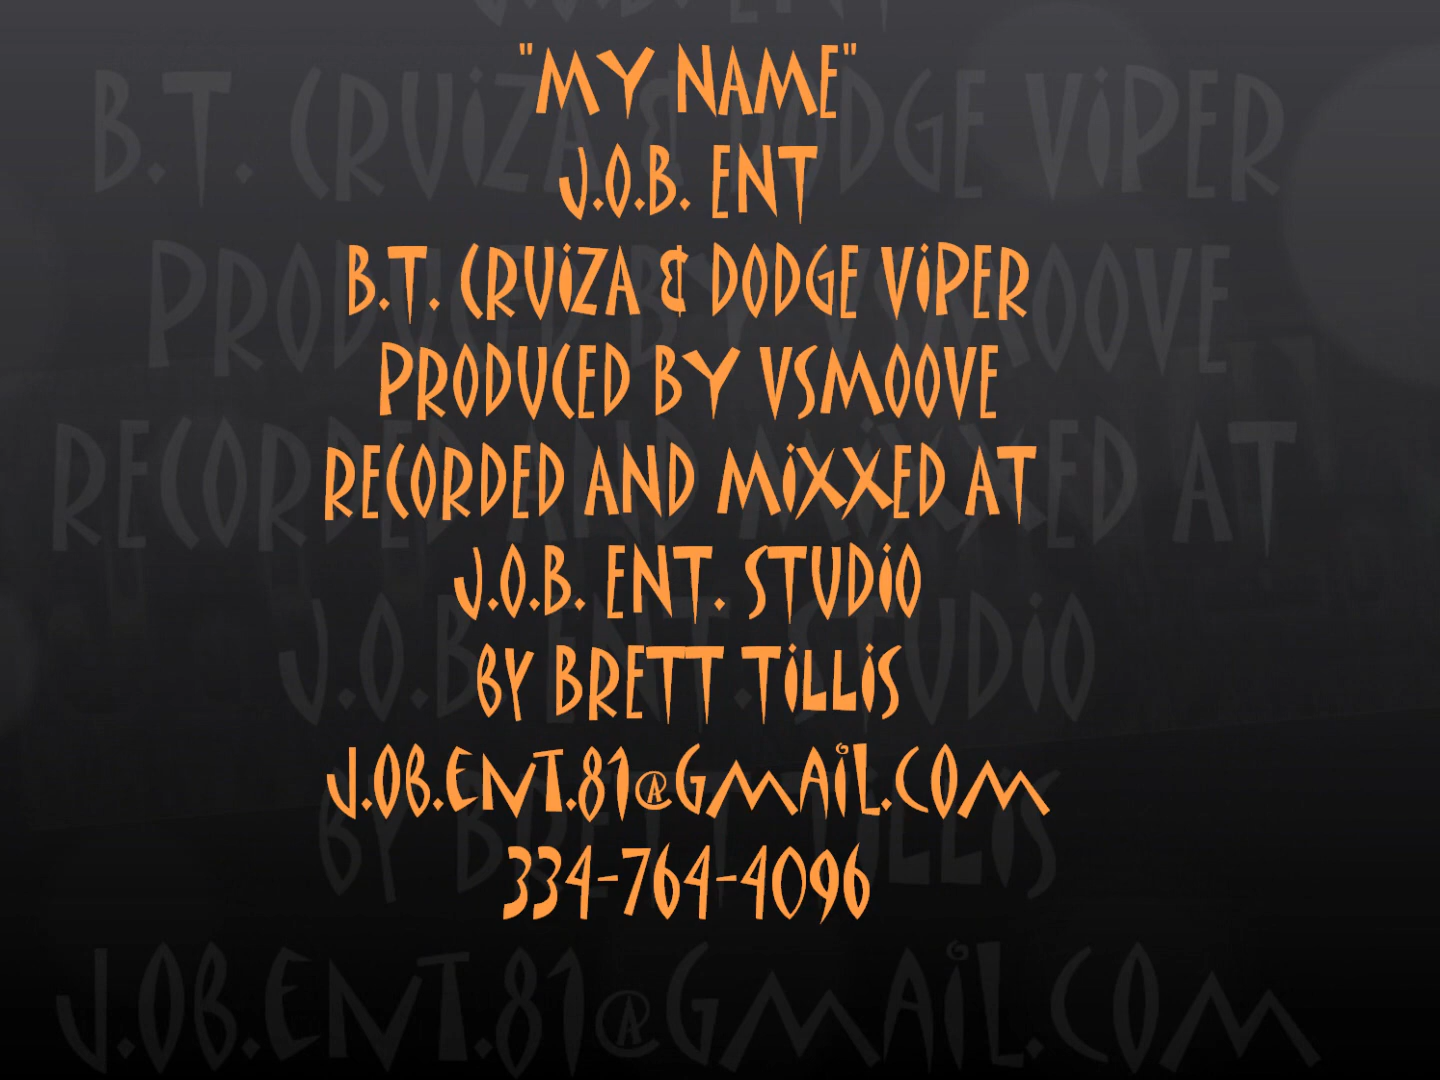 "MY NAME"
J.O.B. ENT
B.T. CRUIZA & DODGE VIPER
PRODUCED BY VSMOOVE
RECORDED AND MIXXED AT
J.O.B. ENT. STUDIO
BY BRETT TILLIS
J.OB.ENT.81@GMAIL.COM
334-764-4096